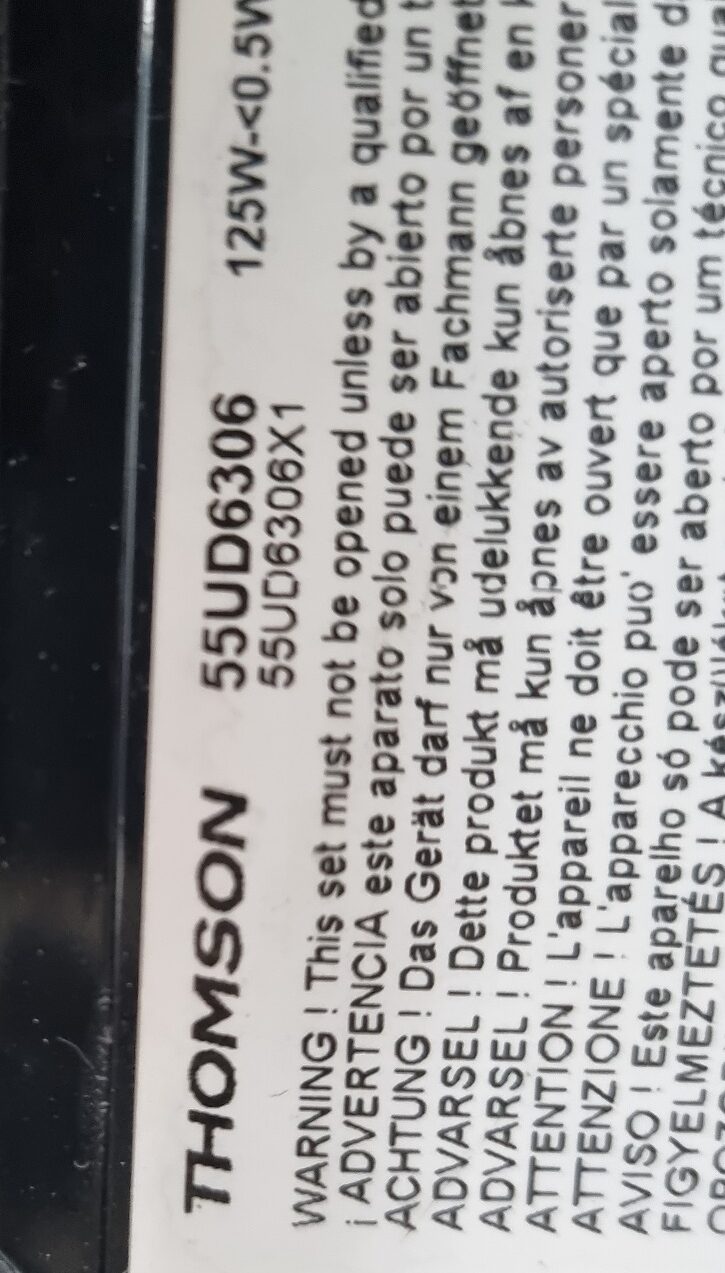 THOMSON 55UD6306 125W-<0.5W
55UD6306X1
WARNING ! This set must not be opened unless by a qualified
¡ ADVERTENCIA este aparato solo puede ser abierto por un
ACHTUNG ! Das Gerät darf nur von einem Fachmann geöffnet
ADVARSEL ! Dette produkt må udelukkende kun åbnes af en
ADVARSEL ! Produktet må kun åpnes av autoriserte personer
ATTENTION ! L'appareil ne doit être ouvert que par un spécial
ATTENZIONE ! L'apparecchio puo' essere aperto solamente d
AVISO ! Este aparelho só pode ser aberto por um técnico
FIGYELMEZTETÉS ! A